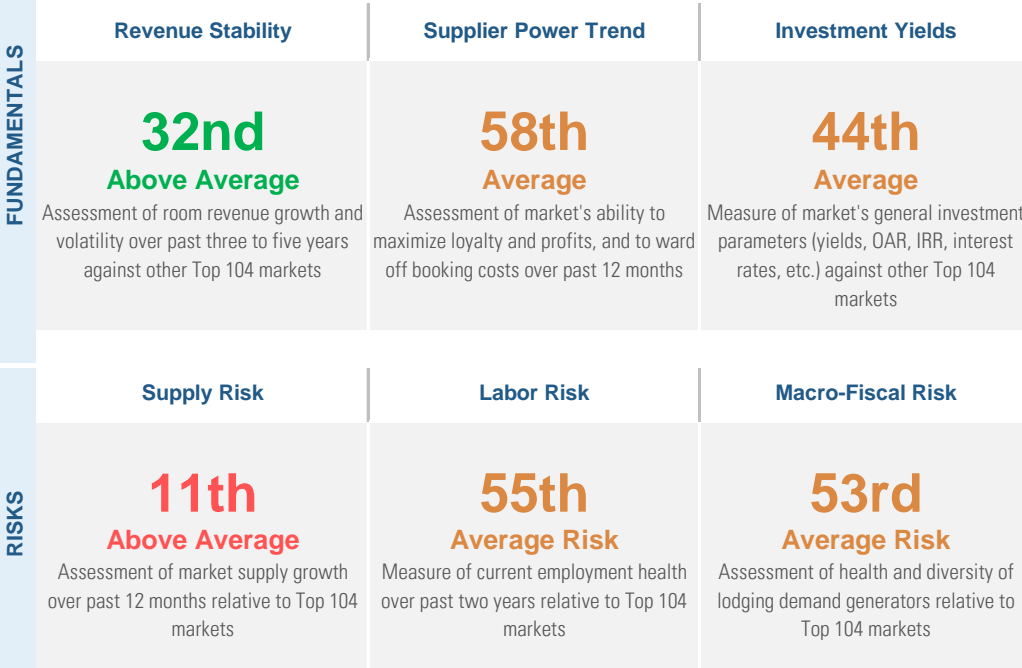 FUNDAMENTALS
Revenue Stability
32nd
Above Average
Assessment of room revenue growth and
volatility over past three to five years
against other Top 104 markets
Supplier Power Trend
58th
Average
Assessment of market's ability to
maximize loyalty and profits, and to ward
off booking costs over past 12 months
Investment Yields
44th
Average
Measure of market's general investment
parameters (yields, OAR, IRR, interest
rates, etc.) against other Top 104
markets
RISKS
Supply Risk
11th
Above Average
Assessment of market supply growth
over past 12 months relative to Top 104
markets
Labor Risk
55th
Average Risk
Measure of current employment health
over past two years relative to Top 104
markets
Macro-Fiscal Risk
53rd
Average Risk
Assessment of health and diversity of
lodging demand generators relative to
Top 104 markets